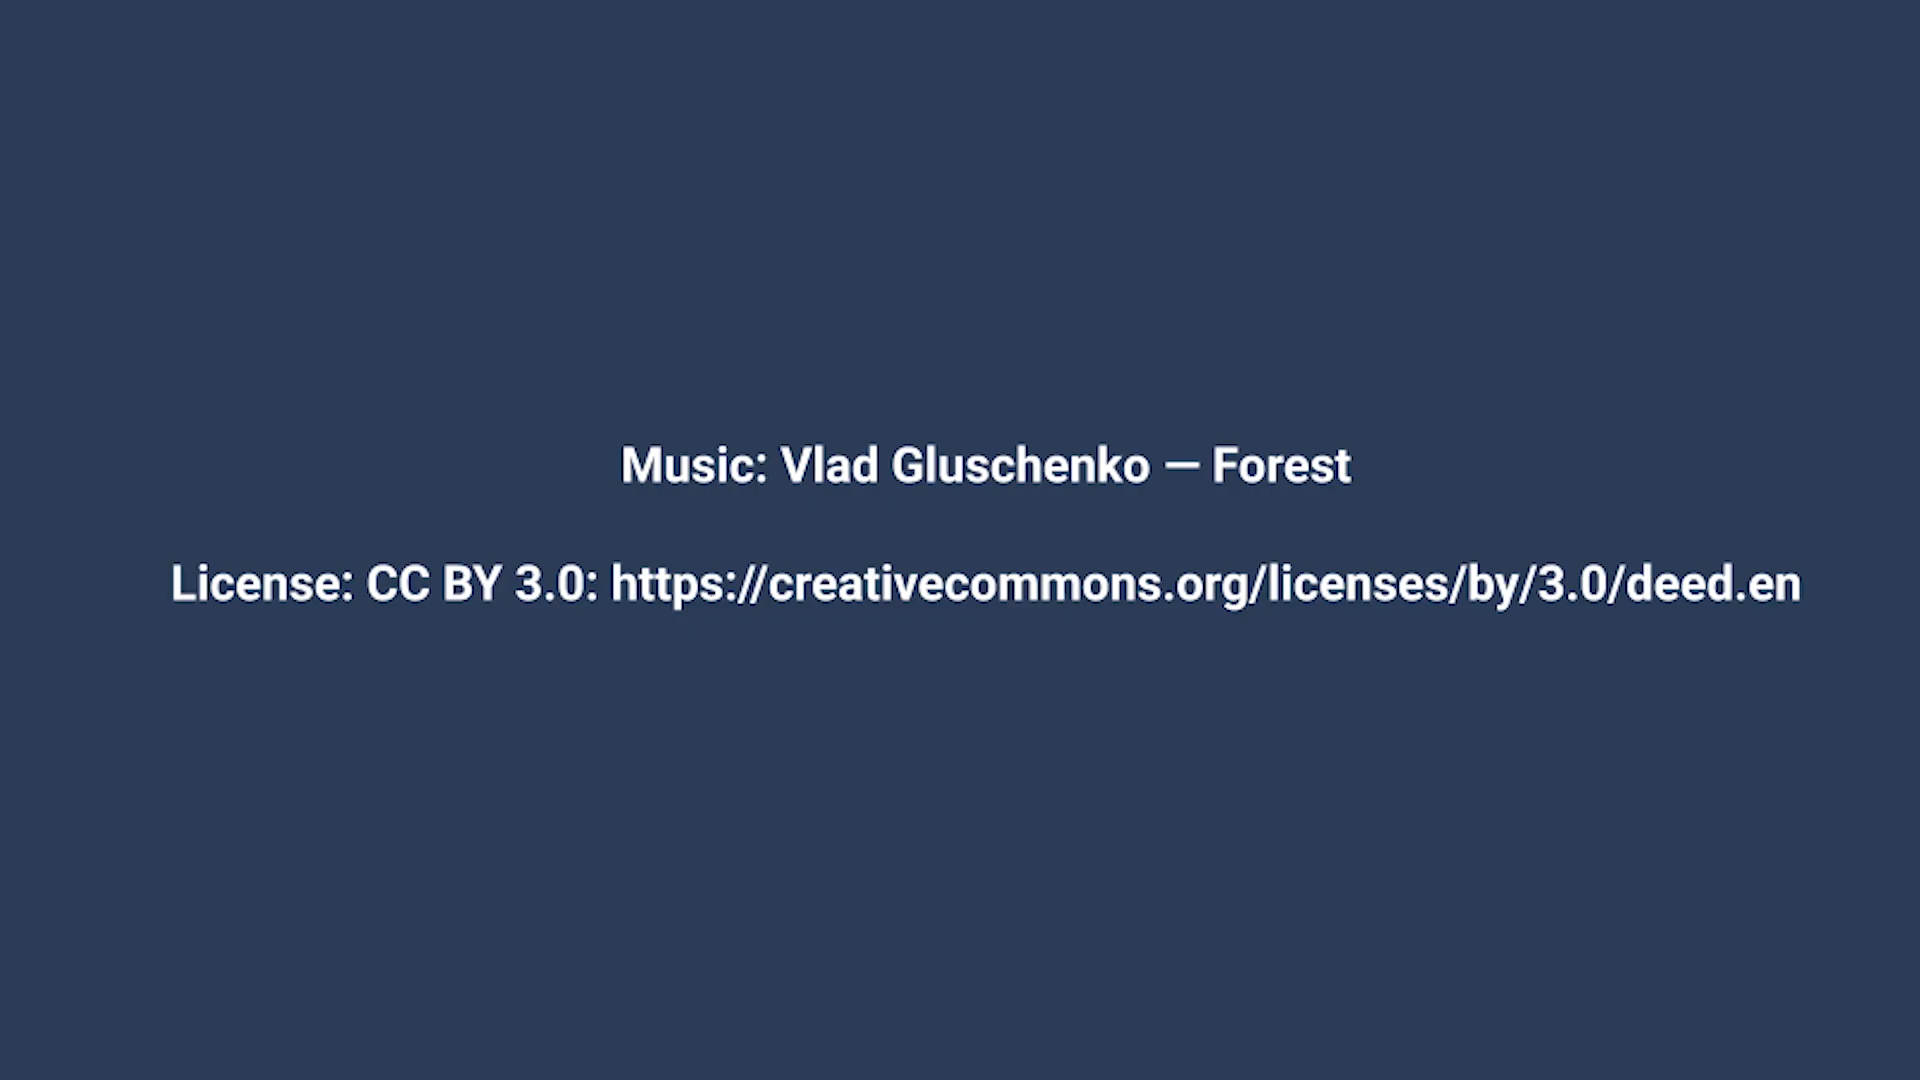 Music: Vlad Gluschenko — Forest
License: CC BY 3.0: https://creativecommons.org/licenses/by/3.0/deed.en